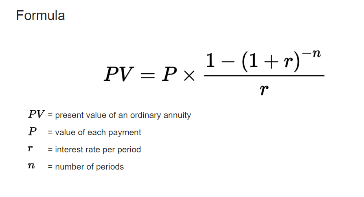 Formula
PV = P × 1 − (1 + r)⁻ⁿ / r
PV = present value of an ordinary annuity
P = value of each payment
r = interest rate per period
n = number of periods